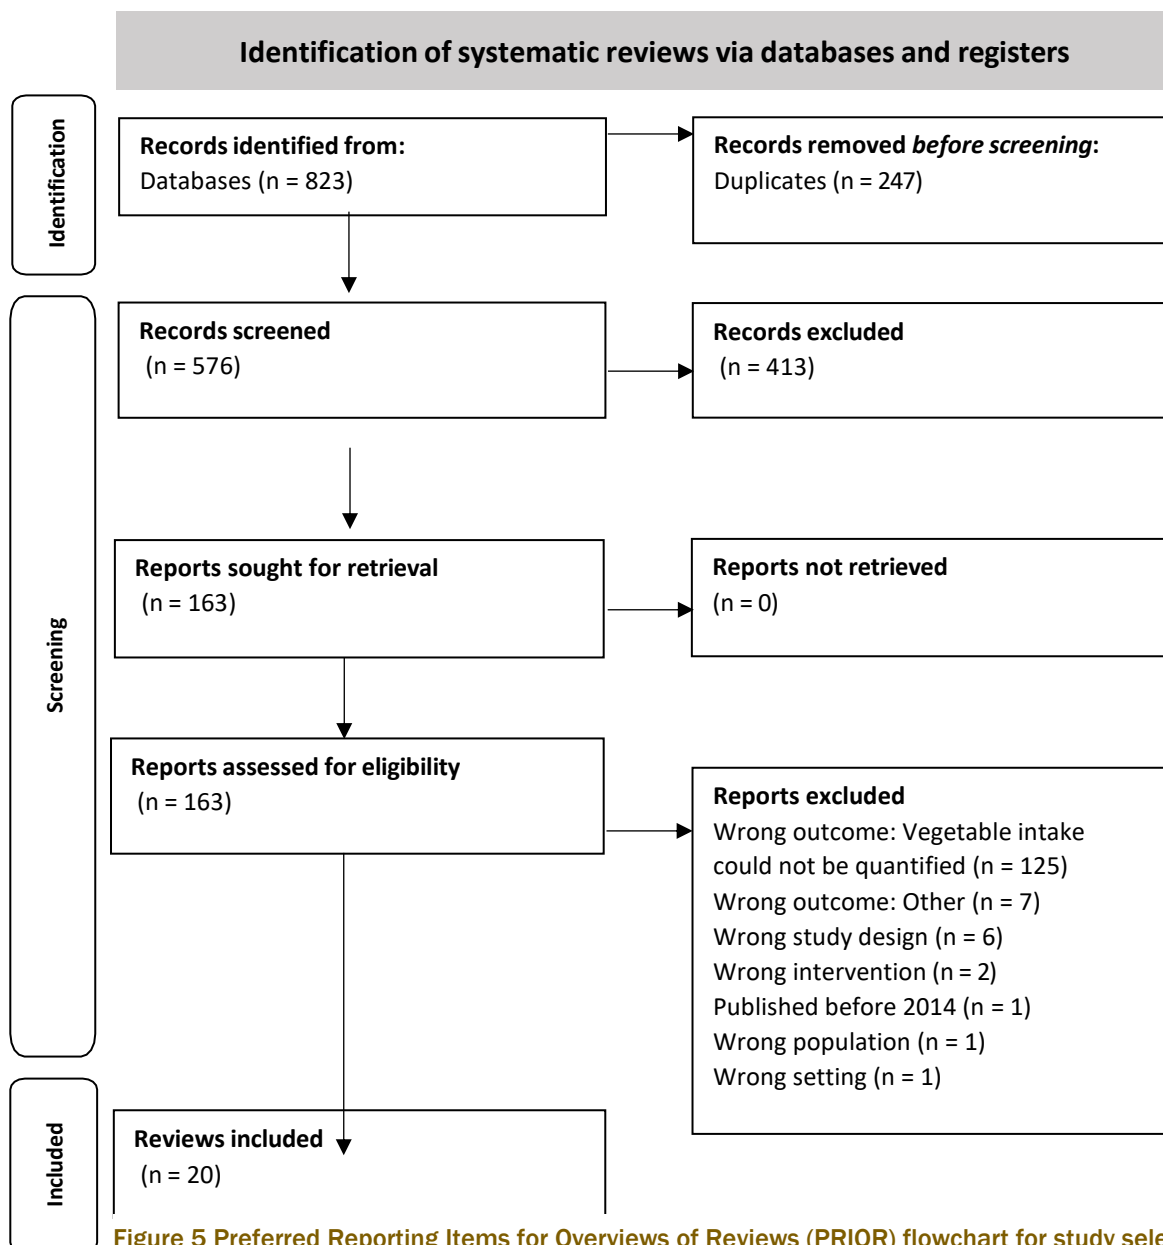 Identification of systematic reviews via databases and registers
Identification
Records identified from:
Databases (n = 823)
Records removed before screening:
Duplicates (n = 247)
Screening
Records screened
(n = 576)
Records excluded
(n = 413)
Reports sought for retrieval
(n = 163)
Reports not retrieved
(n = 0)
Reports assessed for eligibility
(n = 163)
Reports excluded
Wrong outcome: Vegetable intake
could not be quantified (n = 125)
Wrong outcome: Other (n = 7)
Wrong study design (n = 6)
Wrong intervention (n = 2)
Published before 2014 (n = 1)
Wrong population (n = 1)
Wrong setting (n = 1)
Included
Reviews included
(n = 20)
Figure 5 Preferred Reporting Items for Overviews of Reviews (PRIOR) flowchart for study